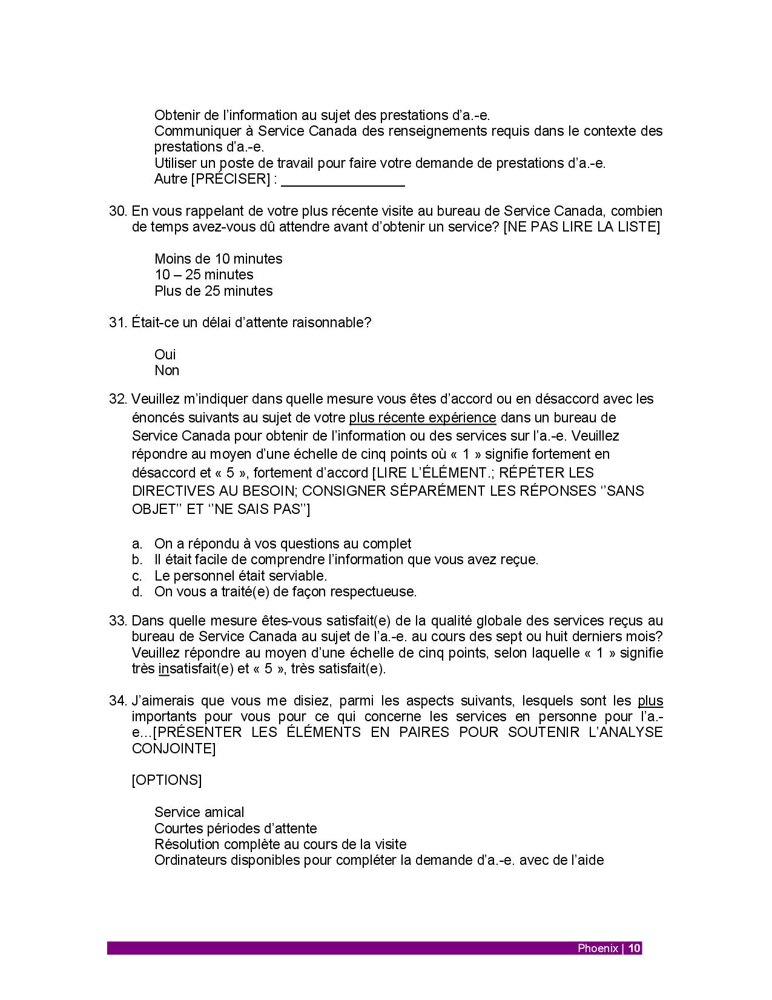 Obtenir de l’information au sujet des prestations d’a.-e.
Communiquer à Service Canada des renseignements requis dans le contexte des
prestations d’a.-e.
Utiliser un poste de travail pour faire votre demande de prestations d’a.-e.
Autre [PRÉCISER] : ________________
30. En vous rappelant de votre plus récente visite au bureau de Service Canada, combien
de temps avez-vous dû attendre avant d’obtenir un service? [NE PAS LIRE LA LISTE]
Moins de 10 minutes
10 – 25 minutes
Plus de 25 minutes
31. Était-ce un délai d’attente raisonnable?
Oui
Non
32. Veuillez m’indiquer dans quelle mesure vous êtes d’accord ou en désaccord avec les
énoncés suivants au sujet de votre plus récente expérience dans un bureau de
Service Canada pour obtenir de l’information ou des services sur l’a.-e. Veuillez
répondre au moyen d’une échelle de cinq points où « 1 » signifie fortement en
désaccord et « 5 », fortement d’accord [LIRE L’ÉLÉMENT.; RÉPÉTER LES
DIRECTIVES AU BESOIN; CONSIGNER SÉPARÉMENT LES RÉPONSES ‘’SANS
OBJET’’ ET ‘’NE SAIS PAS’’]
a. On a répondu à vos questions au complet
b. Il était facile de comprendre l’information que vous avez reçue.
c. Le personnel était serviable.
d. On vous a traité(e) de façon respectueuse.
33. Dans quelle mesure êtes-vous satisfait(e) de la qualité globale des services reçus au
bureau de Service Canada au sujet de l’a.-e. au cours des sept ou huit derniers mois?
Veuillez répondre au moyen d’une échelle de cinq points, selon laquelle « 1 » signifie
très insatisfait(e) et « 5 », très satisfait(e).
34. J’aimerais que vous me disiez, parmi les aspects suivants, lesquels sont les plus
importants pour vous pour ce qui concerne les services en personne pour l’a.-
e…[PRÉSENTER LES ÉLÉMENTS EN PAIRES POUR SOUTENIR L’ANALYSE
CONJOINTE]
[OPTIONS]
Service amical
Courtes périodes d’attente
Résolution complète au cours de la visite
Ordinateurs disponibles pour compléter la demande d’a.-e. avec de l’aide
Phoenix | 10